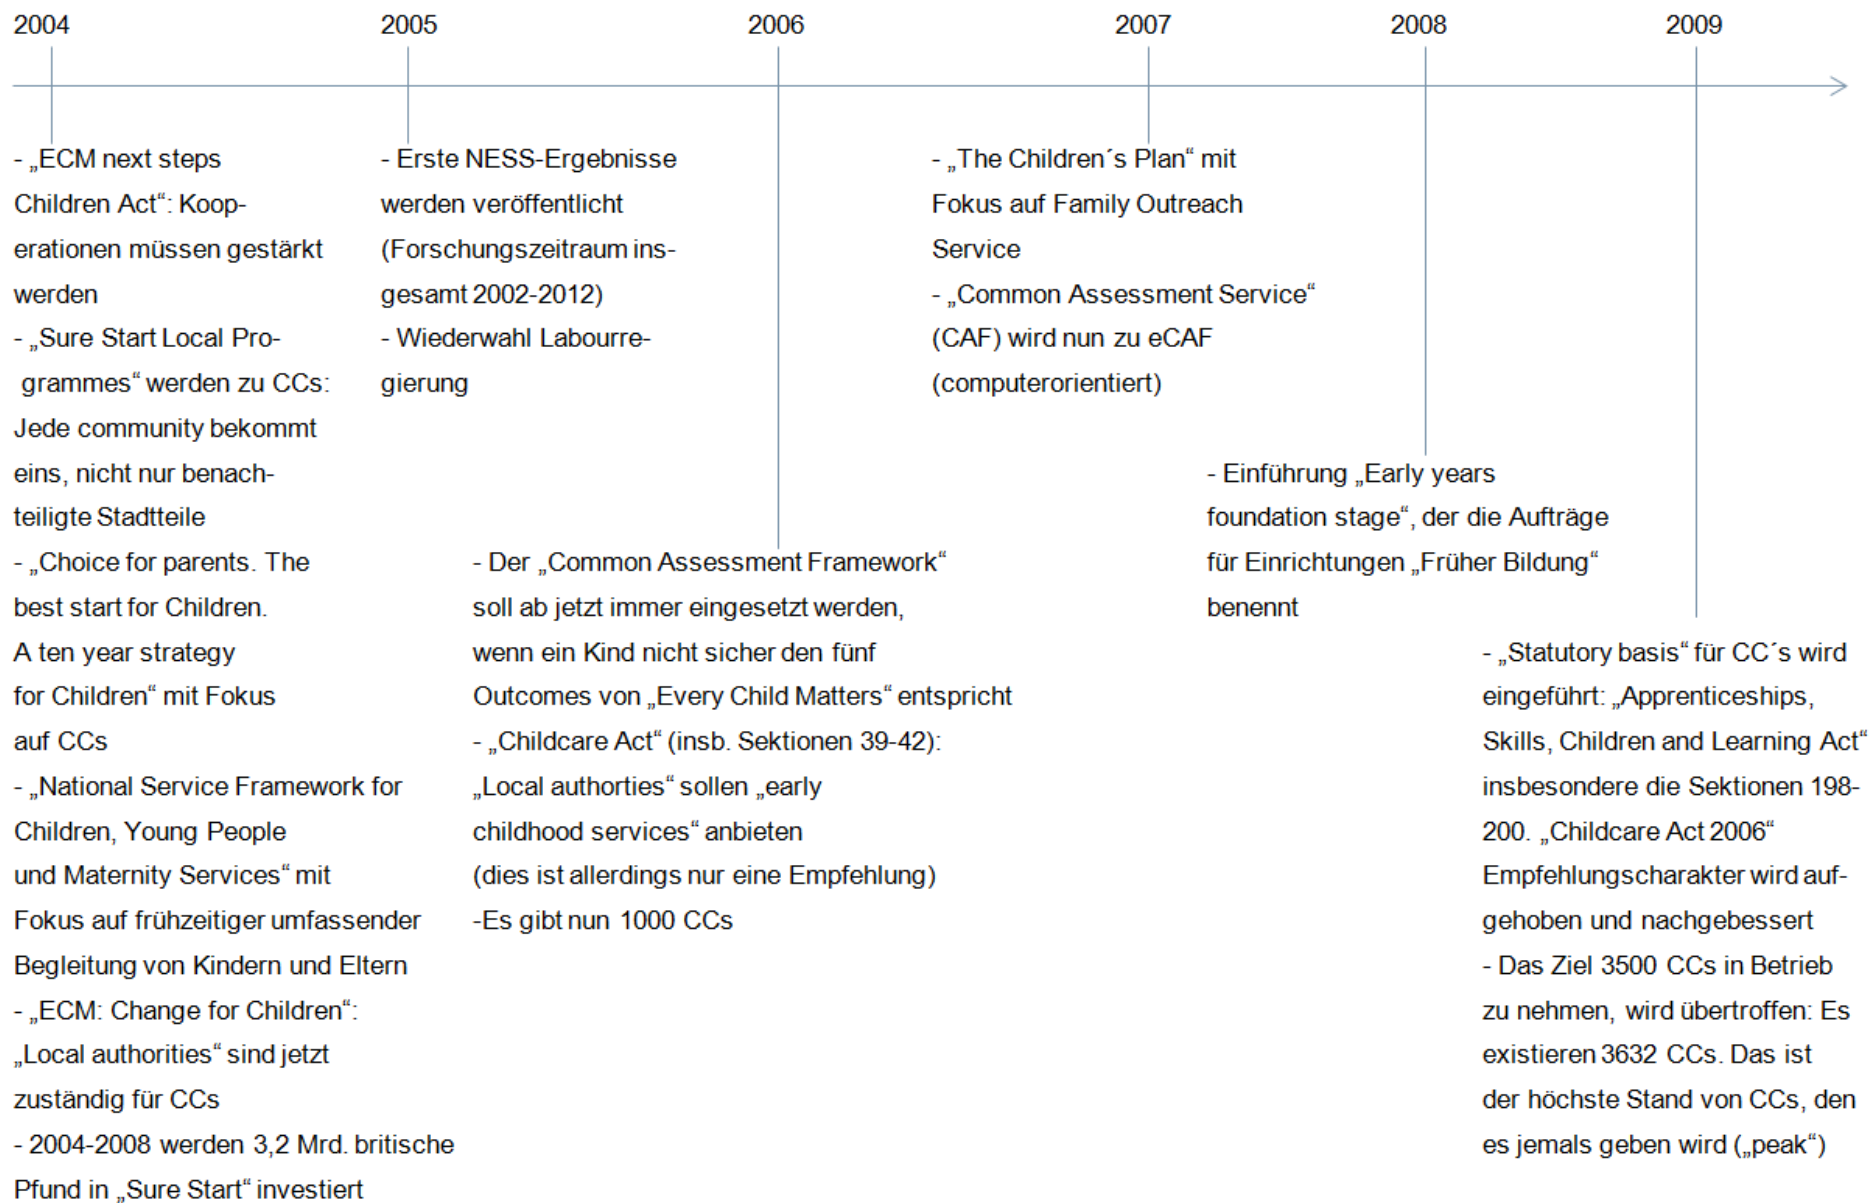 2004
2005
2006
2007
2008
2009
- „ECM next steps
Children Act“: Koop-
erationen müssen gestärkt
werden
- „Sure Start Local Pro-
grammes“ werden zu CCs:
Jede community bekommt
eins, nicht nur benach-
teiligte Stadtteile
- „Choice for parents. The
best start for Children.
A ten year strategy
for Children“ mit Fokus
auf CCs
- „National Service Framework for
Children, Young People
und Maternity Services“ mit
Fokus auf frühzeitiger umfassender
Begleitung von Kindern und Eltern
- „ECM: Change for Children“:
„Local authorities“ sind jetzt
zuständig für CCs
- 2004-2008 werden 3,2 Mrd. britische
Pfund in „Sure Start“ investiert
- Erste NESS-Ergebnisse
werden veröffentlicht
(Forschungszeitraum ins-
gesamt 2002-2012)
- Wiederwahl Labourre-
gierung
- Der „Common Assessment Framework“
soll ab jetzt immer eingesetzt werden,
wenn ein Kind nicht sicher den fünf
Outcomes von „Every Child Matters“ entspricht
- „Childcare Act“ (insb. Sektionen 39-42):
„Local authorties“ sollen „early
childhood services“ anbieten
(dies ist allerdings nur eine Empfehlung)
-Es gibt nun 1000 CCs
- „The Children´s Plan“ mit
Fokus auf Family Outreach
Service
- „Common Assessment Service“
(CAF) wird nun zu eCAF
(computerorientiert)
- Einführung „Early years
foundation stage“, der die Aufträge
für Einrichtungen „Früher Bildung“
benennt
- „Statutory basis“ für CC´s wird
eingeführt: „Apprenticeships,
Skills, Children and Learning Act“
insbesondere die Sektionen 198-
200. „Childcare Act 2006“
Empfehlungscharakter wird auf-
gehoben und nachgebessert
- Das Ziel 3500 CCs in Betrieb
zu nehmen, wird übertroffen: Es
existieren 3632 CCs. Das ist
der höchste Stand von CCs, den
es jemals geben wird („peak“)